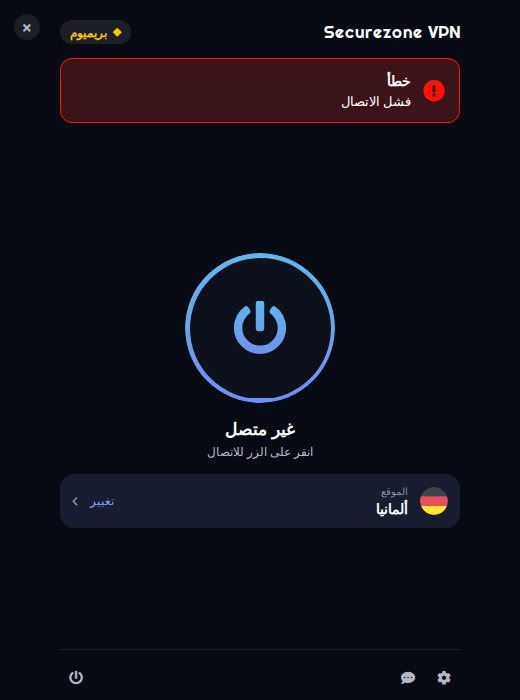 Securezone VPN
بريميوم
خطأ
فشل الاتصال
غير متصل
انقر على الزر للاتصال
الموقع
ألمانيا
تغيير